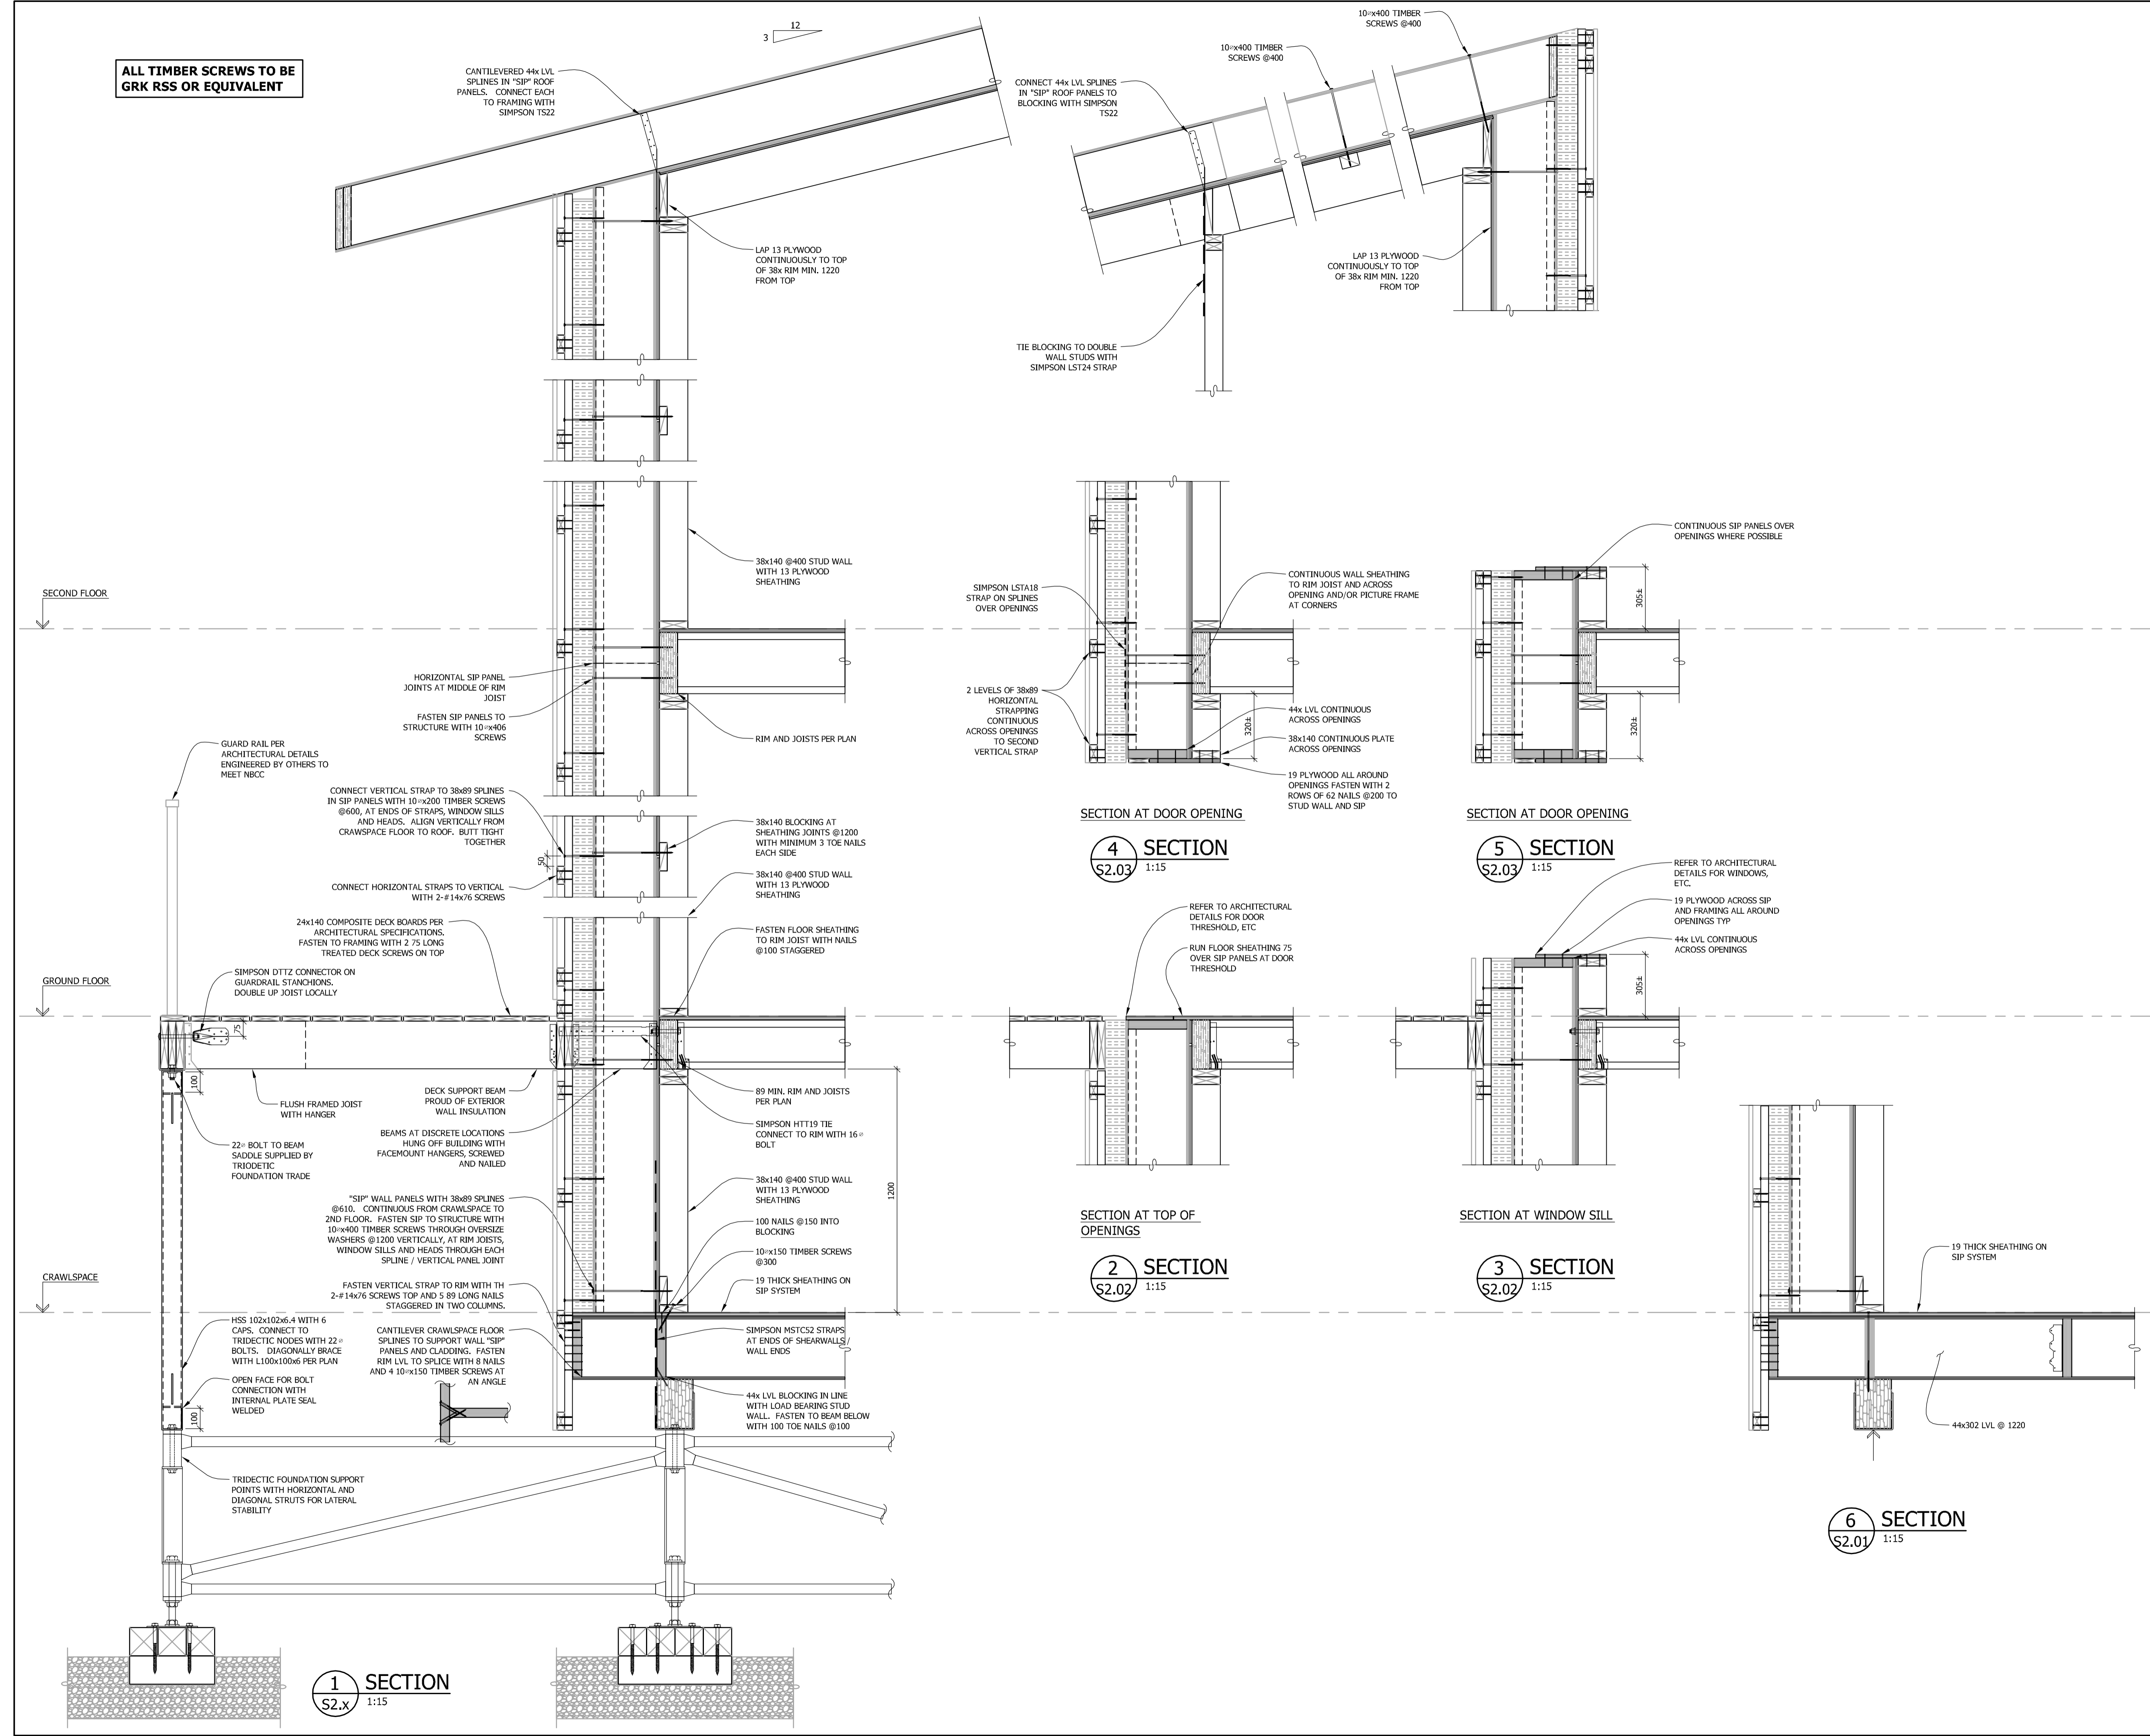 ALL TIMBER SCREWS TO BE
GRK RSS OR EQUIVALENT
12
3
CANTILEVERED 44x LVL
SPLINES IN "SIP" ROOF
PANELS. CONNECT EACH
TO FRAMING WITH
SIMPSON TS22
LAP 13 PLYWOOD
CONTINUOUSLY TO TOP
OF 38x RIM MIN. 1220
FROM TOP
10⌀x400 TIMBER
SCREWS @400
10⌀x400 TIMBER
SCREWS @400
CONNECT 44x LVL SPLINES
IN "SIP" ROOF PANELS TO
BLOCKING WITH SIMPSON
TS22
LAP 13 PLYWOOD
CONTINUOUSLY TO TOP
OF 38x RIM MIN. 1220
FROM TOP
TIE BLOCKING TO DOUBLE
WALL STUDS WITH
SIMPSON LST24 STRAP
38x140 @400 STUD WALL
WITH 13 PLYWOOD
SHEATHING
SECOND FLOOR
HORIZONTAL SIP PANEL
JOINTS AT MIDDLE OF RIM
JOIST
FASTEN SIP PANELS TO
STRUCTURE WITH 10⌀x406
SCREWS
RIM AND JOISTS PER PLAN
GUARD RAIL PER
ARCHITECTURAL DETAILS
ENGINEERED BY OTHERS TO
MEET NBCC
CONNECT VERTICAL STRAP TO 38x89 SPLINES
IN SIP PANELS WITH 10⌀x200 TIMBER SCREWS
@600, AT ENDS OF STRAPS, WINDOW SILLS
AND HEADS. ALIGN VERTICALLY FROM
CRAWSPACE FLOOR TO ROOF. BUTT TIGHT
TOGETHER
50
CONNECT HORIZONTAL STRAPS TO VERTICAL
WITH 2-#14x76 SCREWS
38x140 BLOCKING AT
SHEATHING JOINTS @1200
WITH MINIMUM 3 TOE NAILS
EACH SIDE
38x140 @400 STUD WALL
WITH 13 PLYWOOD
SHEATHING
24x140 COMPOSITE DECK BOARDS PER
ARCHITECTURAL SPECIFICATIONS.
FASTEN TO FRAMING WITH 2 75 LONG
TREATED DECK SCREWS ON TOP
FASTEN FLOOR SHEATHING
TO RIM JOIST WITH NAILS
@100 STAGGERED
GROUND FLOOR
SIMPSON DTTZ CONNECTOR ON
GUARDRAIL STANCHIONS.
DOUBLE UP JOIST LOCALLY
75
100
FLUSH FRAMED JOIST
WITH HANGER
DECK SUPPORT BEAM
PROUD OF EXTERIOR
WALL INSULATION
BEAMS AT DISCRETE LOCATIONS
HUNG OFF BUILDING WITH
FACEMOUNT HANGERS, SCREWED
AND NAILED
89 MIN. RIM AND JOISTS
PER PLAN
SIMPSON HTT19 TIE
CONNECT TO RIM WITH 16⌀
BOLT
22⌀ BOLT TO BEAM
SADDLE SUPPLIED BY
TRIODETIC
FOUNDATION TRADE
38x140 @400 STUD WALL
WITH 13 PLYWOOD
SHEATHING
1200
"SIP" WALL PANELS WITH 38x89 SPLINES
@610. CONTINUOUS FROM CRAWLSPACE TO
2ND FLOOR. FASTEN SIP TO STRUCTURE WITH
10⌀x400 TIMBER SCREWS THROUGH OVERSIZE
WASHERS @1200 VERTICALLY, AT RIM JOISTS,
WINDOW SILLS AND HEADS THROUGH EACH
SPLINE / VERTICAL PANEL JOINT
100 NAILS @150 INTO
BLOCKING
10⌀x150 TIMBER SCREWS
@300
19 THICK SHEATHING ON
SIP SYSTEM
CRAWLSPACE
FASTEN VERTICAL STRAP TO RIM WITH TH
2-#14x76 SCREWS TOP AND 5 89 LONG NAILS
STAGGERED IN TWO COLUMNS.
HSS 102x102x6.4 WITH 6
CAPS. CONNECT TO
TRIDECTIC NODES WITH 22⌀
BOLTS. DIAGONALLY BRACE
WITH L100x100x6 PER PLAN
CANTILEVER CRAWLSPACE FLOOR
SPLINES TO SUPPORT WALL "SIP"
PANELS AND CLADDING. FASTEN
RIM LVL TO SPLICE WITH 8 NAILS
AND 4 10⌀x150 TIMBER SCREWS AT
AN ANGLE
SIMPSON MSTC52 STRAPS
AT ENDS OF SHEARWALLS /
WALL ENDS
OPEN FACE FOR BOLT
CONNECTION WITH
INTERNAL PLATE SEAL
WELDED
100
44x LVL BLOCKING IN LINE
WITH LOAD BEARING STUD
WALL. FASTEN TO BEAM BELOW
WITH 100 TOE NAILS @100
TRIDECTIC FOUNDATION SUPPORT
POINTS WITH HORIZONTAL AND
DIAGONAL STRUTS FOR LATERAL
STABILITY
1
S2.x
SECTION
1:15
SIMPSON LSTA18
STRAP ON SPLINES
OVER OPENINGS
CONTINUOUS WALL SHEATHING
TO RIM JOIST AND ACROSS
OPENING AND/OR PICTURE FRAME
AT CORNERS
2 LEVELS OF 38x89
HORIZONTAL
STRAPPING
CONTINUOUS
ACROSS OPENINGS
TO SECOND
VERTICAL STRAP
320±
44x LVL CONTINUOUS
ACROSS OPENINGS
38x140 CONTINUOUS PLATE
ACROSS OPENINGS
19 PLYWOOD ALL AROUND
OPENINGS FASTEN WITH 2
ROWS OF 62 NAILS @200 TO
STUD WALL AND SIP
SECTION AT DOOR OPENING
4
S2.03
SECTION
1:15
CONTINUOUS SIP PANELS OVER
OPENINGS WHERE POSSIBLE
305±
320±
SECTION AT DOOR OPENING
5
S2.03
SECTION
1:15
REFER TO ARCHITECTURAL
DETAILS FOR DOOR
THRESHOLD, ETC
RUN FLOOR SHEATHING 75
OVER SIP PANELS AT DOOR
THRESHOLD
SECTION AT TOP OF
OPENINGS
2
S2.02
SECTION
1:15
REFER TO ARCHITECTURAL
DETAILS FOR WINDOWS,
ETC.
19 PLYWOOD ACROSS SIP
AND FRAMING ALL AROUND
OPENINGS TYP
44x LVL CONTINUOUS
ACROSS OPENINGS
305±
SECTION AT WINDOW SILL
3
S2.02
SECTION
1:15
19 THICK SHEATHING ON
SIP SYSTEM
44x302 LVL @ 1220
6
S2.01
SECTION
1:15